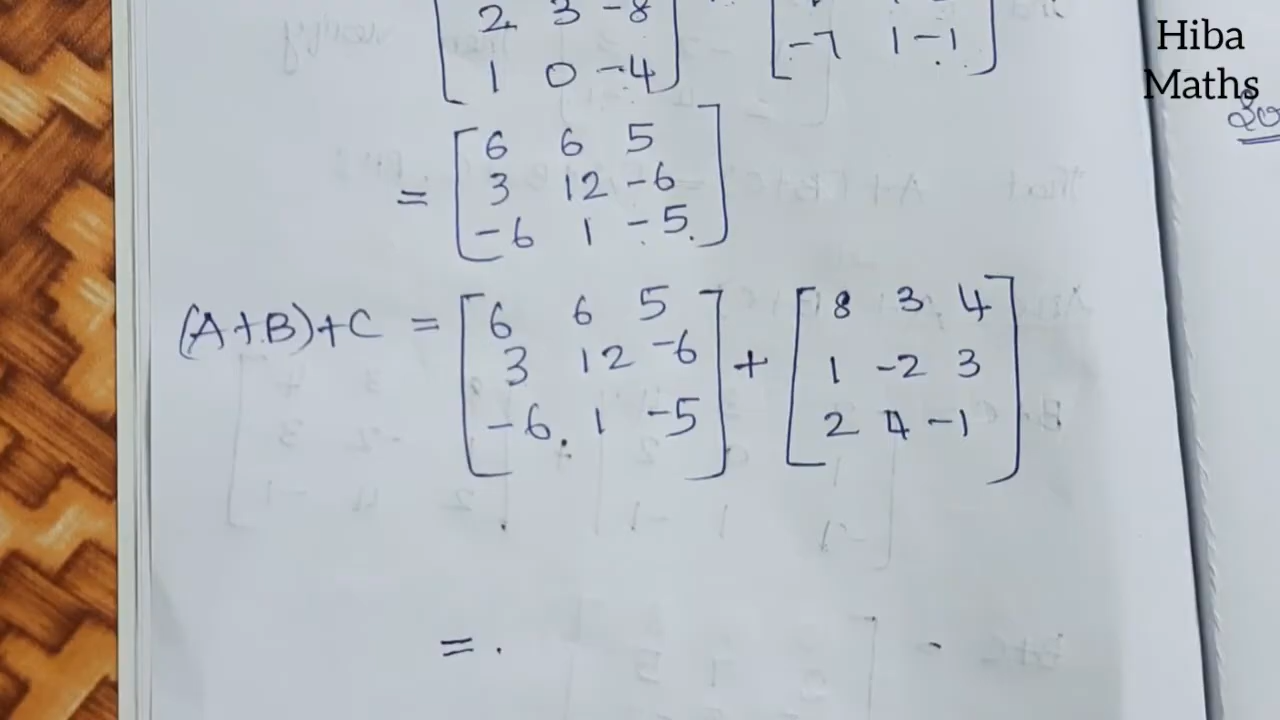 2 3 -8
-7 1 -1
1 0 -4
= [6 6 5
3 12 -6
-6 1 -5]
(A+B)+C = [6 6 5] + [8 3 4]
3 12 -6 1 -2 3
-6 1 -5 2 4 -1
=
Hiba
Maths